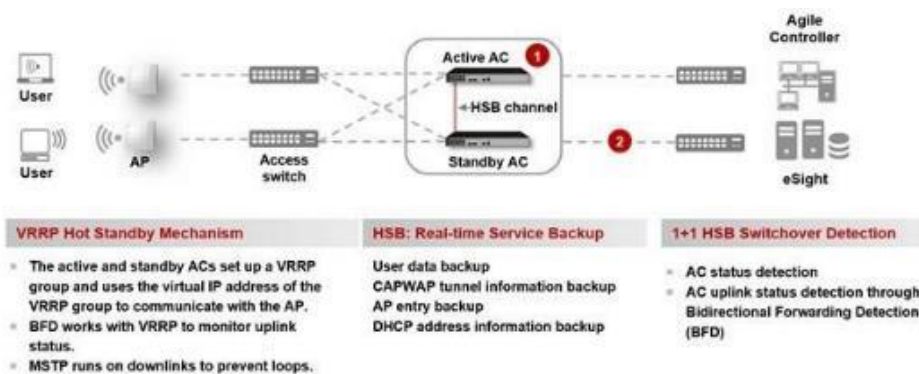 Agile
Controller
Active AC
1
User
HSB channel
2
User
AP
Access
switch
Standby AC
eSight
VRRP Hot Standby Mechanism
The active and standby ACs set up a VRRP
group and uses the virtual IP address of the
VRRP group to communicate with the AP.
BFD works with VRRP to monitor uplink
status.
MSTP runs on downlinks to prevent loops.
HSB: Real-time Service Backup
User data backup
CAPWAP tunnel information backup
AP entry backup
DHCP address information backup
1+1 HSB Switchover Detection
AC status detection
AC uplink status detection through
Bidirectional Forwarding Detection
(BFD)